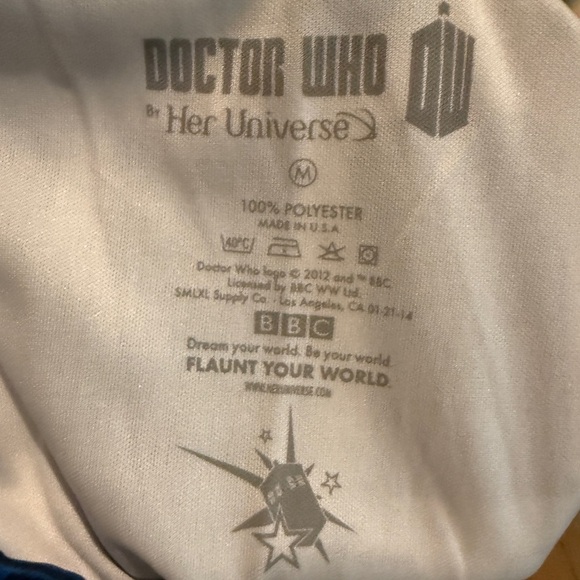 DOCTOR WHO DW
BY Her Universe
M
100% POLYESTER
MADE IN U.S.A
40°C
Doctor Who logo © 2012 and ™ BBC.
Licensed by BBC WW Ltd.
SMLXL Supply Co. · Los Angeles, CA 01-21-14
BBC
Dream your world. Be your world.
FLAUNT YOUR WORLD.
WWW.HERUNIVERSE.COM